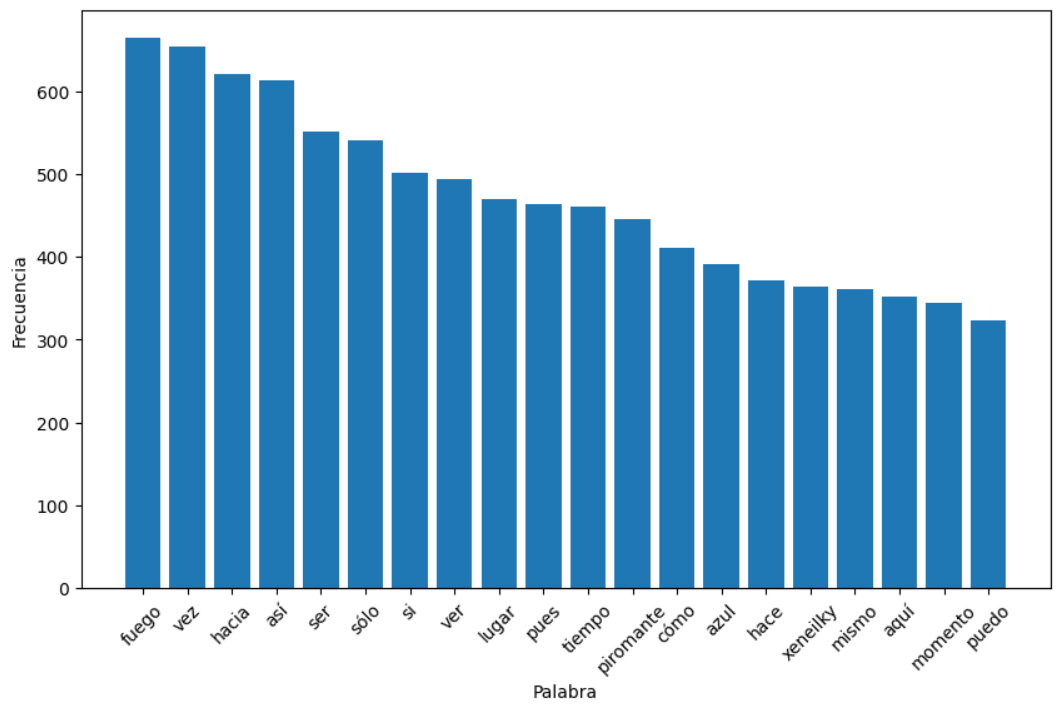 600
500
400
300
200
100
0
Frecuencia
fuego vez hacia así ser sólo si ver lugar pues tiempo piromante cómo azul hace xeneilky mismo aquí momento puedo
Palabra